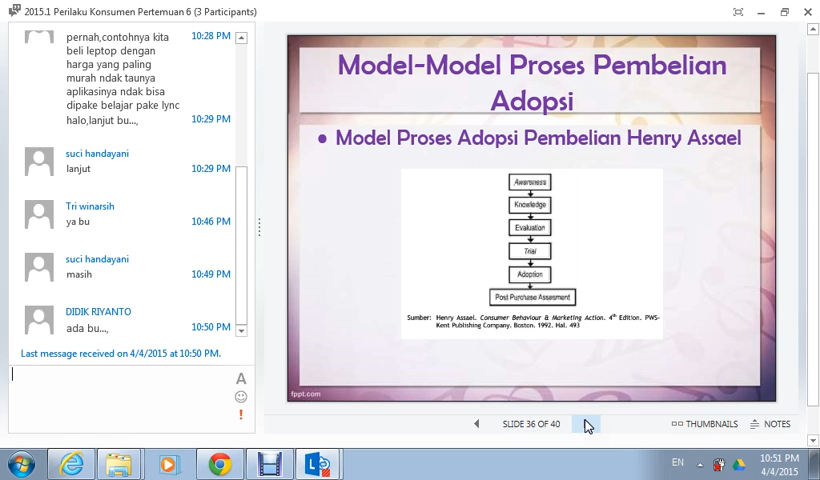 2015.1 Perilaku Konsumen Pertemuan 6 (3 Participants)
pernah,contohnya kita 10:28 PM
beli leptop dengan
harga yang paling
murah ndak taunya
aplikasinya ndak bisa
dipake belajar pake lync
halo,lanjut bu..., 10:29 PM
suci handayani
lanjut 10:29 PM
Tri winarsih
ya bu 10:46 PM
suci handayani
masih 10:49 PM
DIDIK RIYANTO
ada bu..., 10:50 PM
Last message received on 4/4/2015 at 10:50 PM.
A
Model-Model Proses Pembelian
Adopsi
• Model Proses Adopsi Pembelian Henry Assael
Awareness
Knowledge
Evaluation
Trial
Adoption
Post Purchase Assesment
Sumber: Henry Assael. Consumer Behaviour & Marketing Action. 4th Edition. PWS-
Kent Publishing Company. Boston. 1992. Hal. 493
fppt.com
SLIDE 36 OF 40
THUMBNAILS
NOTES
EN
10:51 PM
4/4/2015